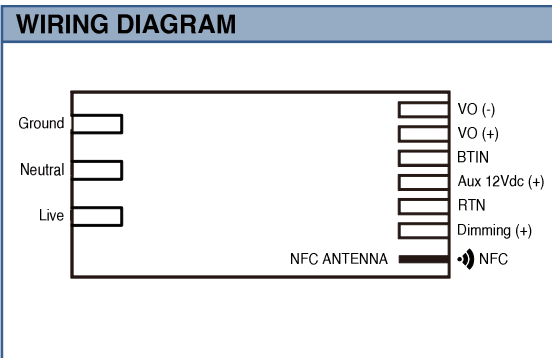 WIRING DIAGRAM
Ground
Neutral
Live
VO (-)
VO (+)
BTIN
Aux 12Vdc (+)
RTN
Dimming (+)
NFC ANTENNA
NFC